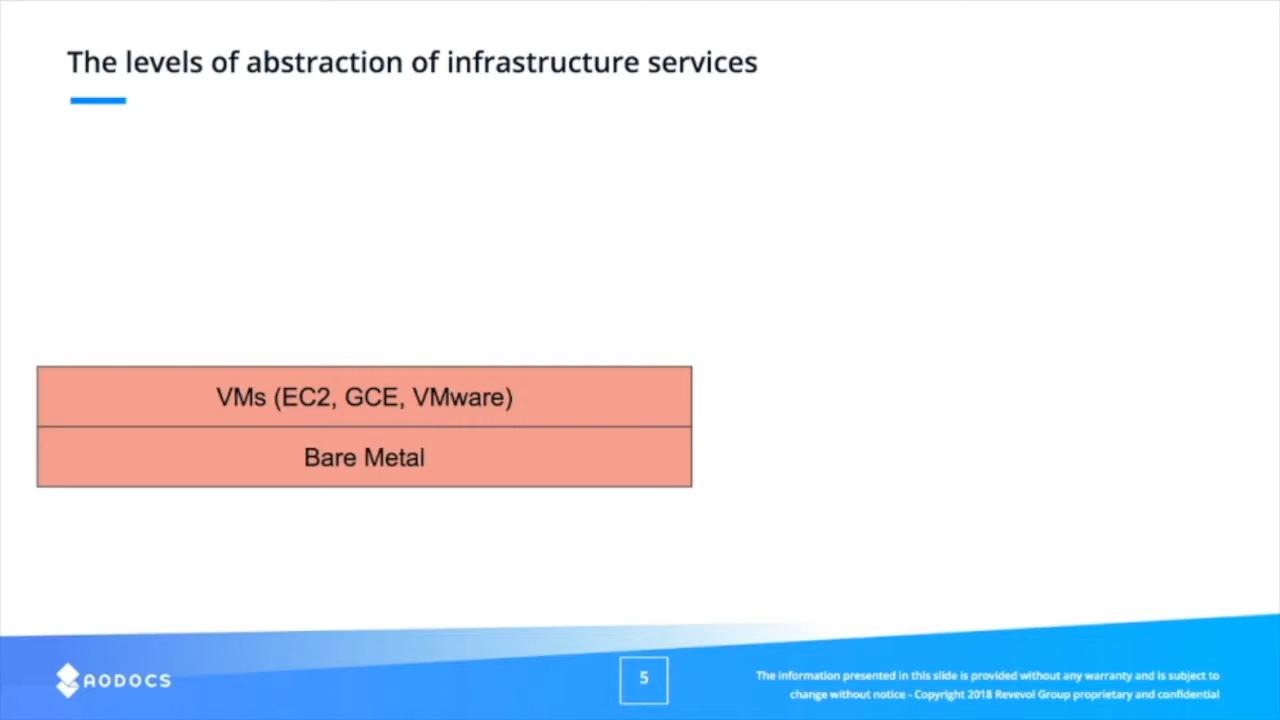 The levels of abstraction of infrastructure services
VMs (EC2, GCE, VMware)
Bare Metal
AODOCS
5
The information presented in this slide is provided without any warranty and is subject to
change without notice - Copyright 2018 Revevol Group proprietary and confidential